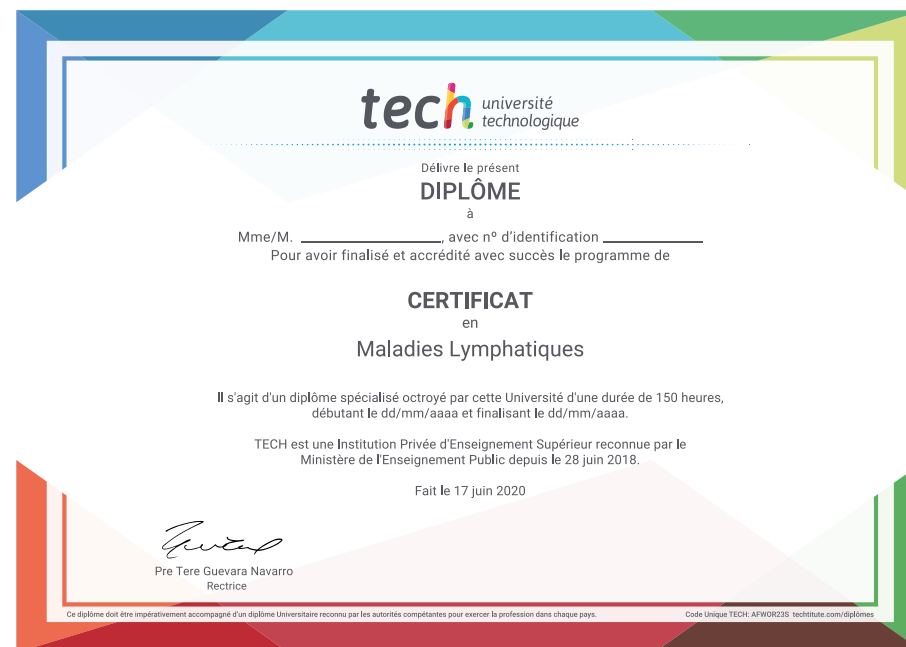 tech université
technologique
Délivre le présent
DIPLÔME
à
Mme/M. ____________________, avec nº d'identification ______________
Pour avoir finalisé et accrédité avec succès le programme de
CERTIFICAT
en
Maladies Lymphatiques
Il s'agit d'un diplôme spécialisé octroyé par cette Université d'une durée de 150 heures,
débutant le dd/mm/aaaa et finalisant le dd/mm/aaaa.
TECH est une Institution Privée d'Enseignement Supérieur reconnue par le
Ministère de l'Enseignement Public depuis le 28 juin 2018.
Fait le 17 juin 2020
Pre Tere Guevara Navarro
Rectrice
Ce diplôme doit être impérativement accompagné d'un diplôme Universitaire reconnu par les autorités compétantes pour exercer la profession dans chaque pays. Code Unique TECH: AFWOR23S techtitute.com/diplômes